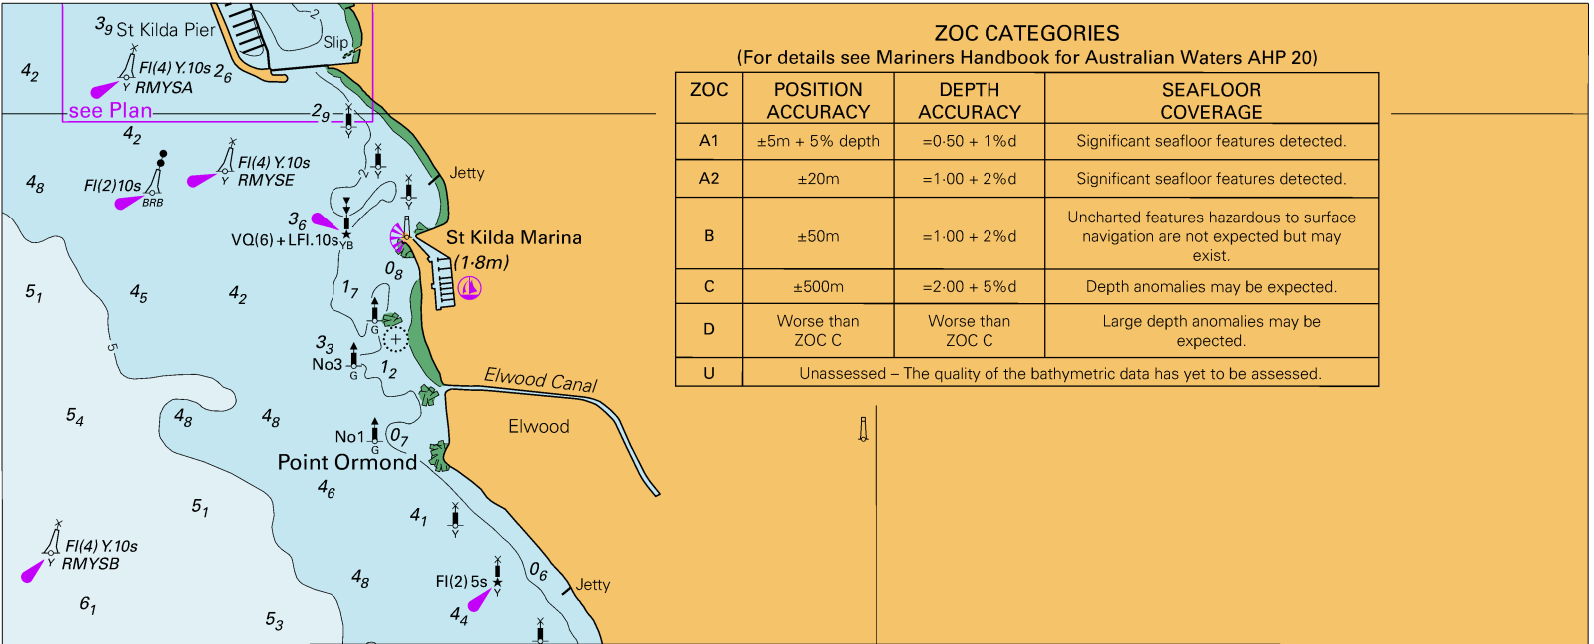 3₉ St Kilda Pier
2
Slip
4₂
Fl(4) Y.10s 2₆
Y RMYSA
see Plan
2₉
Y
4₂
Y
Jetty
Fl(4) Y.10s
Y RMYSE
4₈
Fl(2)10s
BRB
2
Y
3₆
VQ(6)+LFl.10s
YB
St Kilda Marina
(1·8m)
0₈
5₁
4₅
4₂
1₇
G
5
3₃
No3
G
1₂
Elwood Canal
5₄
4₈
4₈
Elwood
No1
G
0₇
Point Ormond
4₆
5₁
4₁
Y
Fl(4) Y.10s
Y RMYSB
4₈
Fl(2) 5s
Y
0₆
Jetty
6₁
5₃
4₄
ZOC CATEGORIES
(For details see Mariners Handbook for Australian Waters AHP 20)
ZOC POSITION ACCURACY DEPTH ACCURACY SEAFLOOR COVERAGE
A1 ±5m + 5% depth =0·50 + 1%d Significant seafloor features detected.
A2 ±20m =1·00 + 2%d Significant seafloor features detected.
B ±50m =1·00 + 2%d Uncharted features hazardous to surface
navigation are not expected but may
exist.
C ±500m =2·00 + 5%d Depth anomalies may be expected.
D Worse than ZOC C Worse than ZOC C Large depth anomalies may be
expected.
U Unassessed – The quality of the bathymetric data has yet to be assessed.